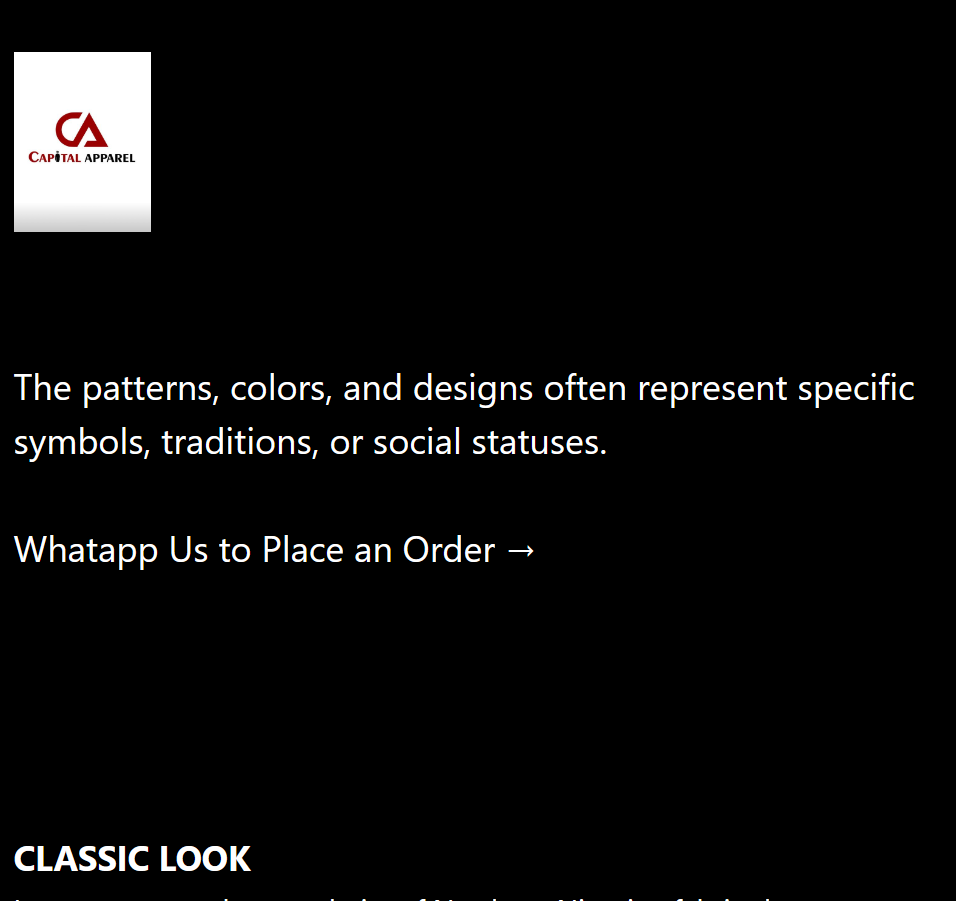 CA
CAPITAL APPAREL
The patterns, colors, and designs often represent specific
symbols, traditions, or social statuses.
Whatapp Us to Place an Order →
CLASSIC LOOK